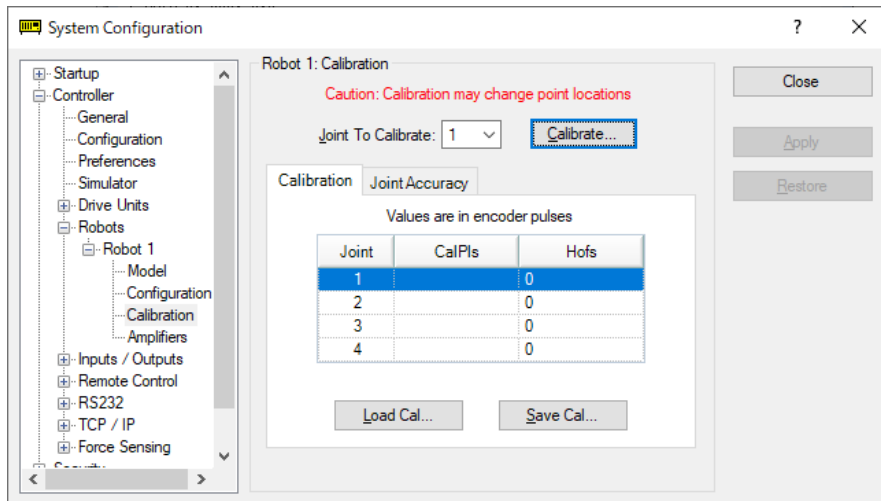 System Configuration
?
Startup
Controller
General
Configuration
Preferences
Simulator
Drive Units
Robots
Robot 1
Model
Configuration
Calibration
Amplifiers
Inputs / Outputs
Remote Control
RS232
TCP / IP
Force Sensing
Robot 1: Calibration
Caution: Calibration may change point locations
Joint To Calibrate: 1 Calibrate...
Calibration Joint Accuracy
Values are in encoder pulses
Joint CalPls Hofs
1 0
2 0
3 0
4 0
Load Cal... Save Cal...
Close
Apply
Restore